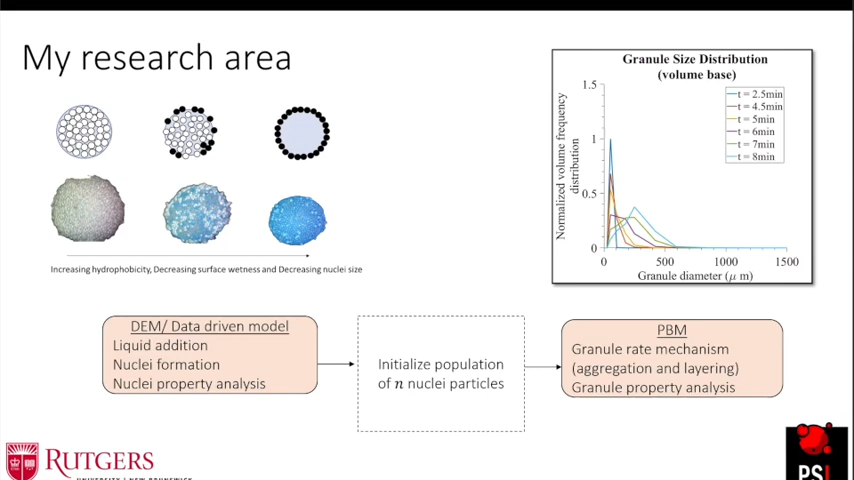 My research area
Granule Size Distribution
(volume base)
Normalized volume frequency
distribution
1.5
1
0.5
0
0
500
1000
1500
Granule diameter (μ m)
t = 2.5min
t = 4.5min
t = 5min
t = 6min
t = 7min
t = 8min
Increasing hydrophobicity, Decreasing surface wetness and Decreasing nuclei size
DEM/ Data driven model
Liquid addition
Nuclei formation
Nuclei property analysis
Initialize population
of n nuclei particles
PBM
Granule rate mechanism
(aggregation and layering)
Granule property analysis
RUTGERS
UNIVERSITY | NEW BRUNSWICK